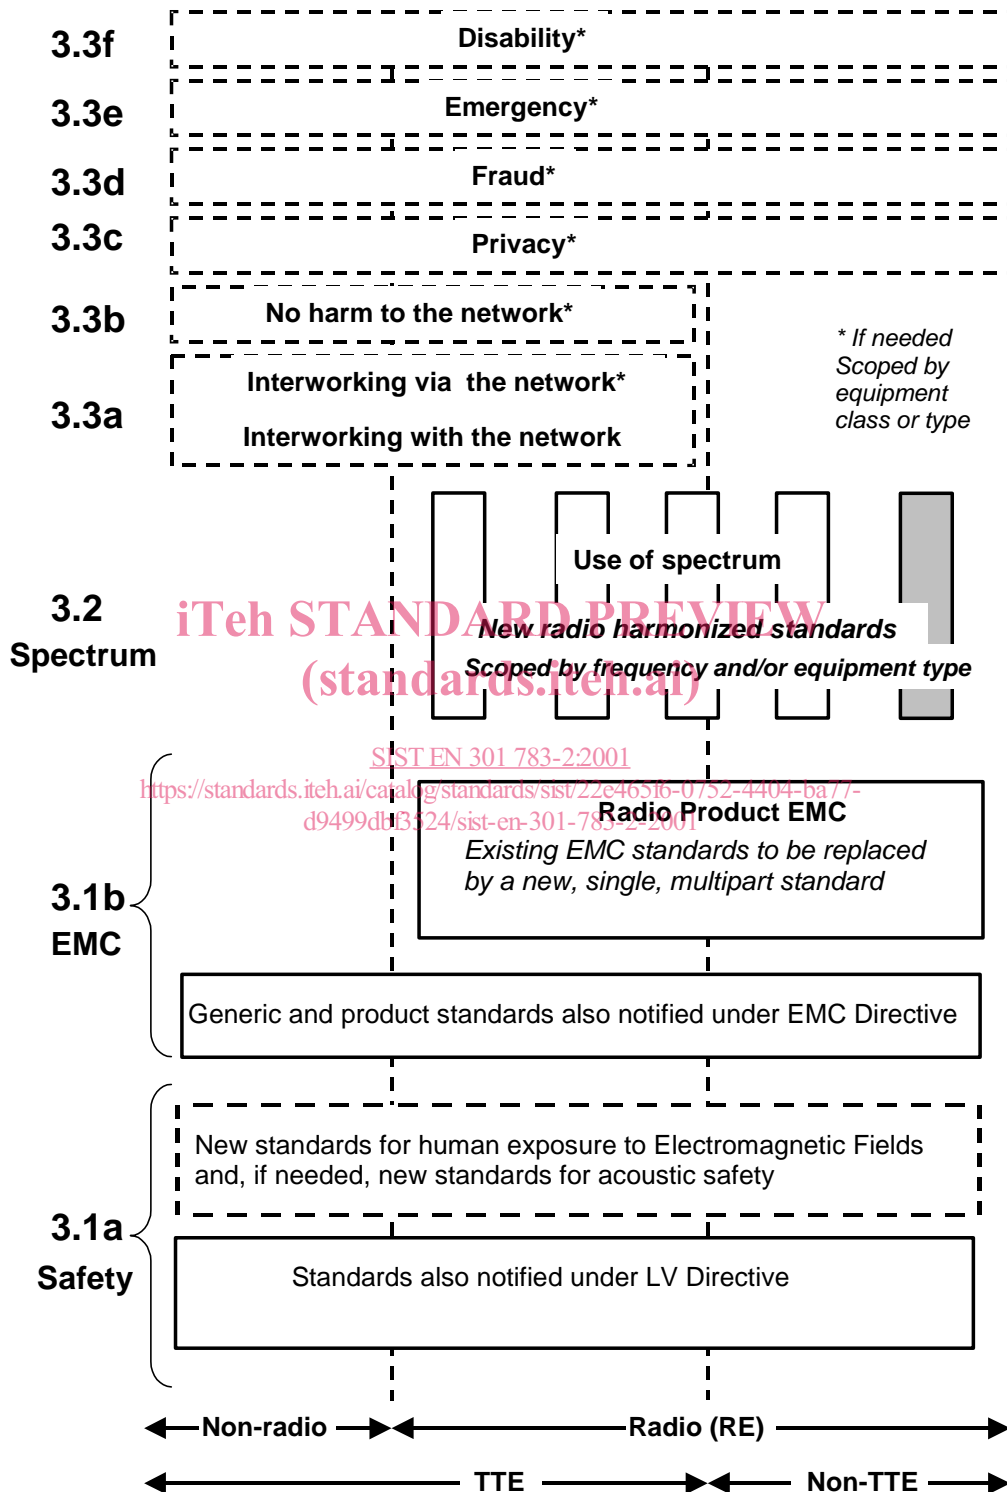 3.3f
Disability*
3.3e
Emergency*
3.3d
Fraud*
3.3c
Privacy*
3.3b
No harm to the network*
* If needed
Scoped by
equipment
class or type
3.3a
Interworking via the network*
Interworking with the network
Use of spectrum
3.2
Spectrum
iTeh STANDARD PREVIEW
New radio harmonized standards
(standards.iteh.ai)
Scoped by frequency and/or equipment type
SIST EN 301 783-2:2001
https://standards.iteh.ai/catalog/standards/sist/22e465f6-0752-4404-ba77-
d9499dbf3524/sist-en-301-783-2-2001
Radio Product EMC
Existing EMC standards to be replaced
by a new, single, multipart standard
3.1b
EMC
Generic and product standards also notified under EMC Directive
New standards for human exposure to Electromagnetic Fields
and, if needed, new standards for acoustic safety
3.1a
Safety
Standards also notified under LV Directive
Non-radio
Radio (RE)
TTE
Non-TTE